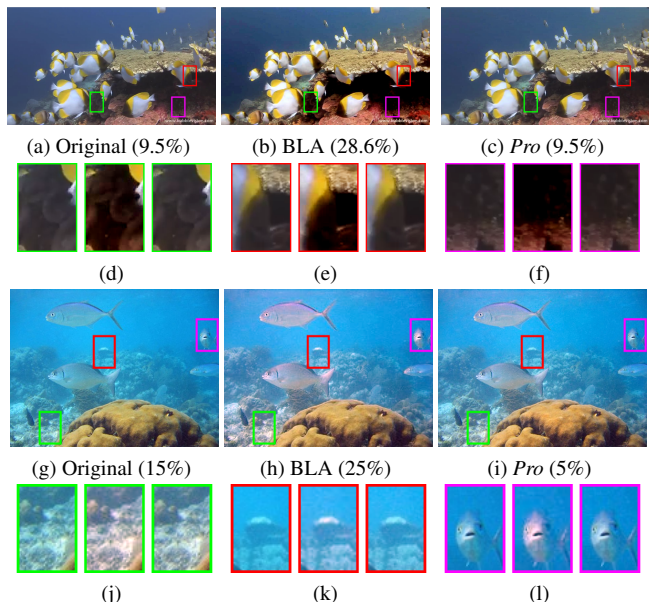 (a) Original (9.5%)
(b) BLA (28.6%)
(c) Pro (9.5%)
(d)
(e)
(f)
(g) Original (15%)
(h) BLA (25%)
(i) Pro (5%)
(j)
(k)
(l)